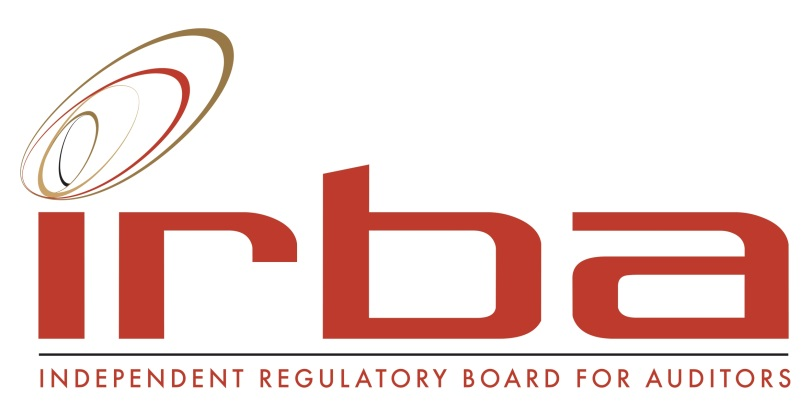 irba
INDEPENDENT REGULATORY BOARD FOR AUDITORS